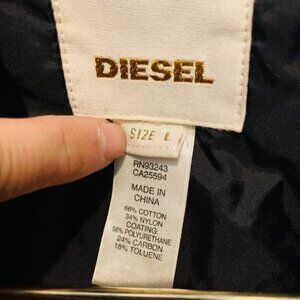 DIESEL
SIZE L
RN93243
CA25594
MADE IN
CHINA
66% COTTON
34% NYLON
COATING:
58% POLYURETHANE
24% CARBON
18% TOLUENE